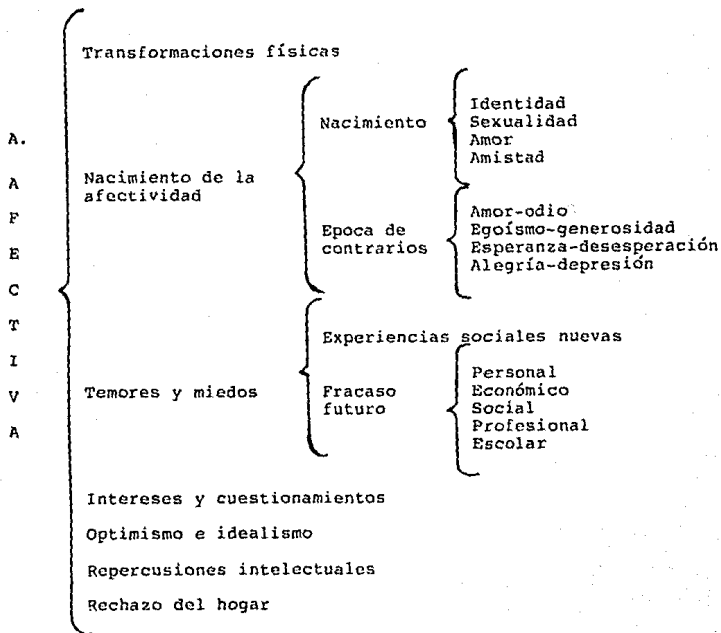 Transformaciones físicas
A. AFECTIVA
Nacimiento de la
afectividad
Nacimiento
Identidad
Sexualidad
Amor
Amistad
Epoca de
contrarios
Amor-odio
Egoísmo-generosidad
Esperanza-desesperación
Alegría-depresión
Temores y miedos
Experiencias sociales nuevas
Fracaso
futuro
Personal
Económico
Social
Profesional
Escolar
Intereses y cuestionamientos
Optimismo e idealismo
Repercusiones intelectuales
Rechazo del hogar